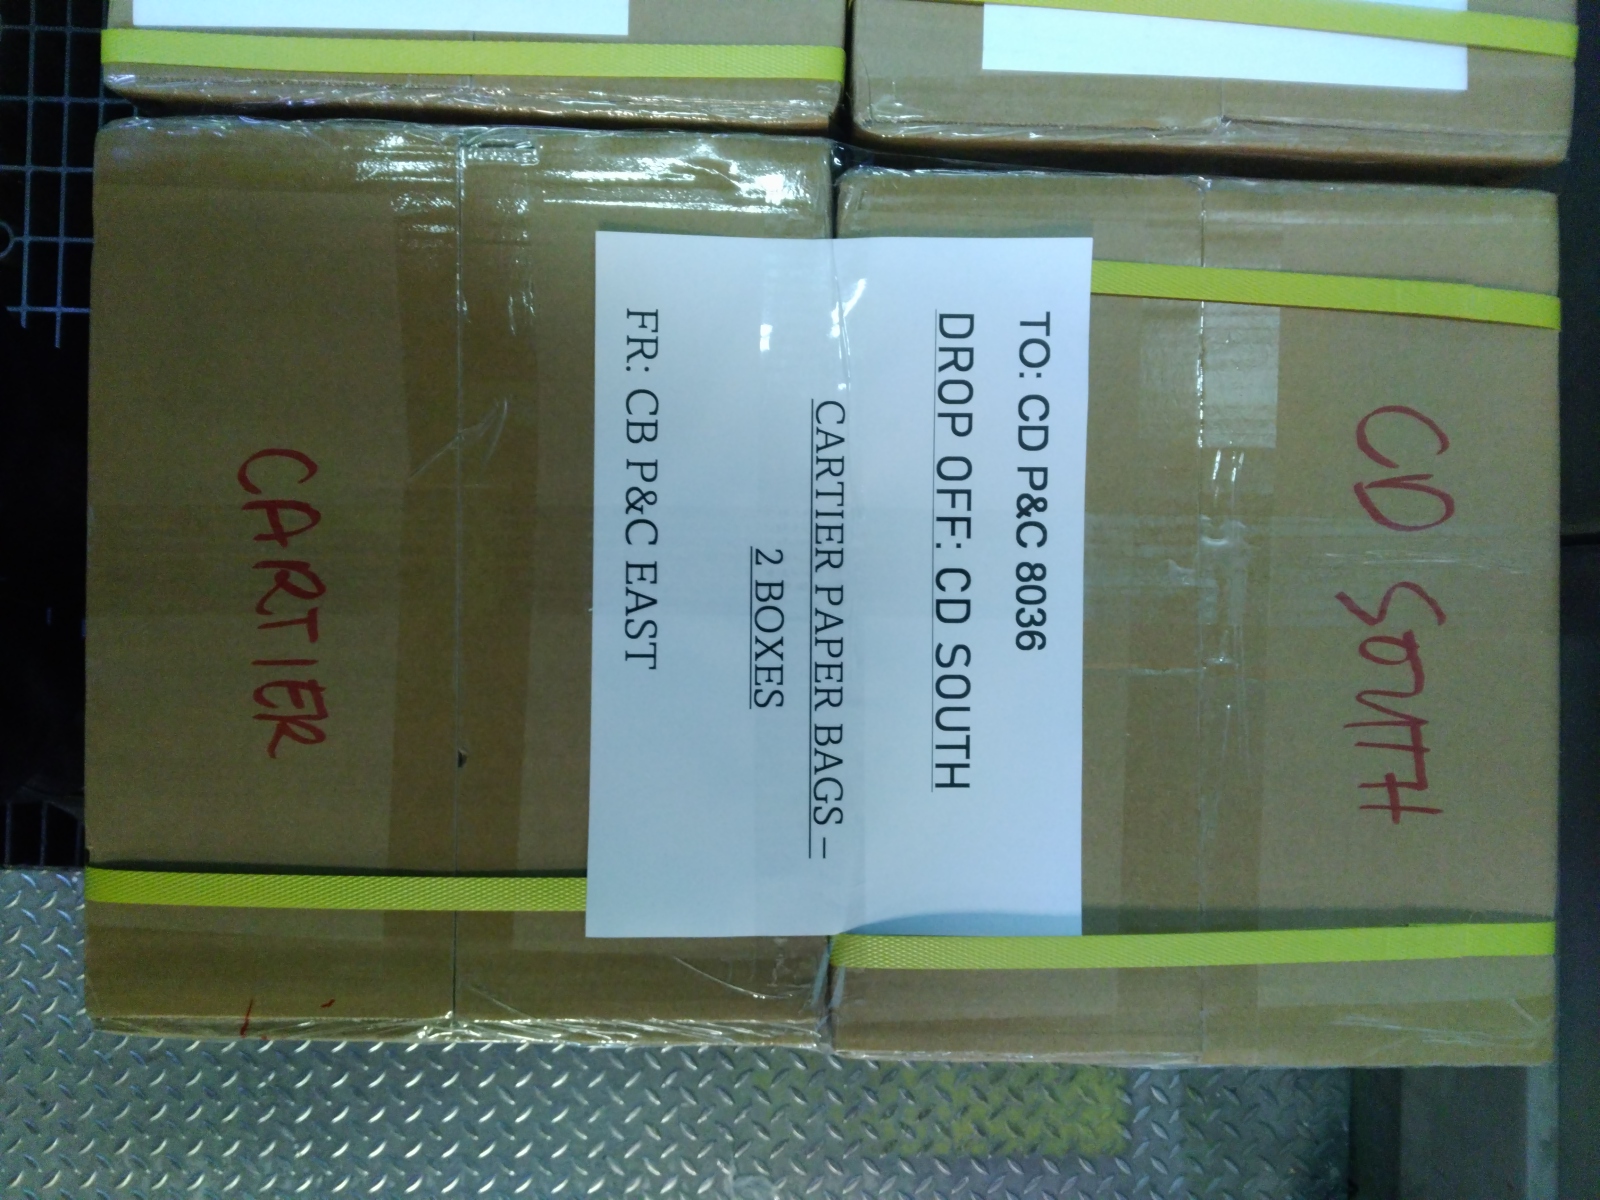 CD SOUTH
TO: CD P&C 8036
DROP OFF: CD SOUTH
CARTIER PAPER BAGS –
2 BOXES
FR: CB P&C EAST
CARTIER